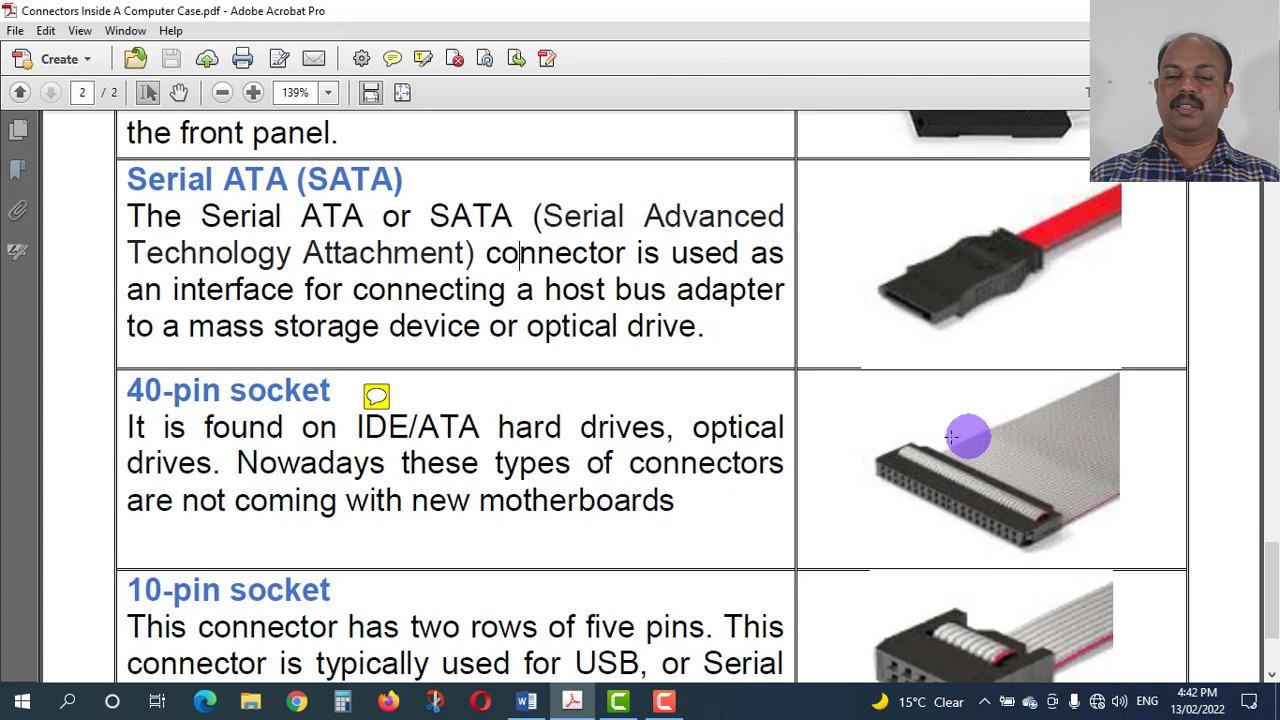 Connectors Inside A Computer Case.pdf - Adobe Acrobat Pro
File Edit View Window Help
Create
2 / 2 139%
the front panel.
Serial ATA (SATA)
The Serial ATA or SATA (Serial Advanced
Technology Attachment) connector is used as
an interface for connecting a host bus adapter
to a mass storage device or optical drive.
40-pin socket
It is found on IDE/ATA hard drives, optical
drives. Nowadays these types of connectors
are not coming with new motherboards
10-pin socket
This connector has two rows of five pins. This
connector is typically used for USB, or Serial
15°C Clear
ENG
4:42 PM
13/02/2022